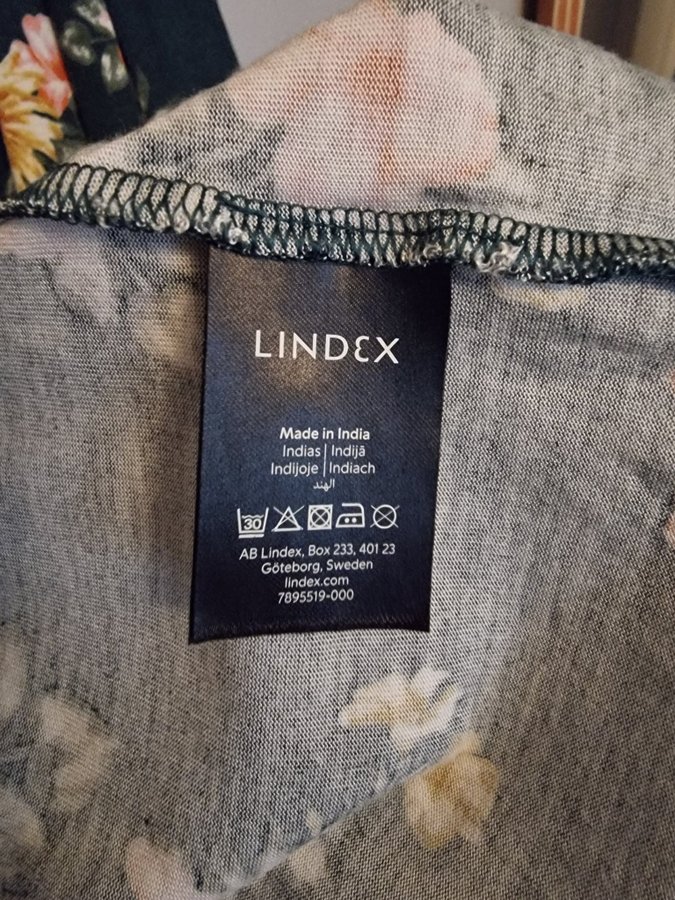 LINDEX
Made in India
Indias | Indijā
Indijoje | Indiach
الهند
30
AB Lindex, Box 233, 401 23
Göteborg, Sweden
lindex.com
7895519-000